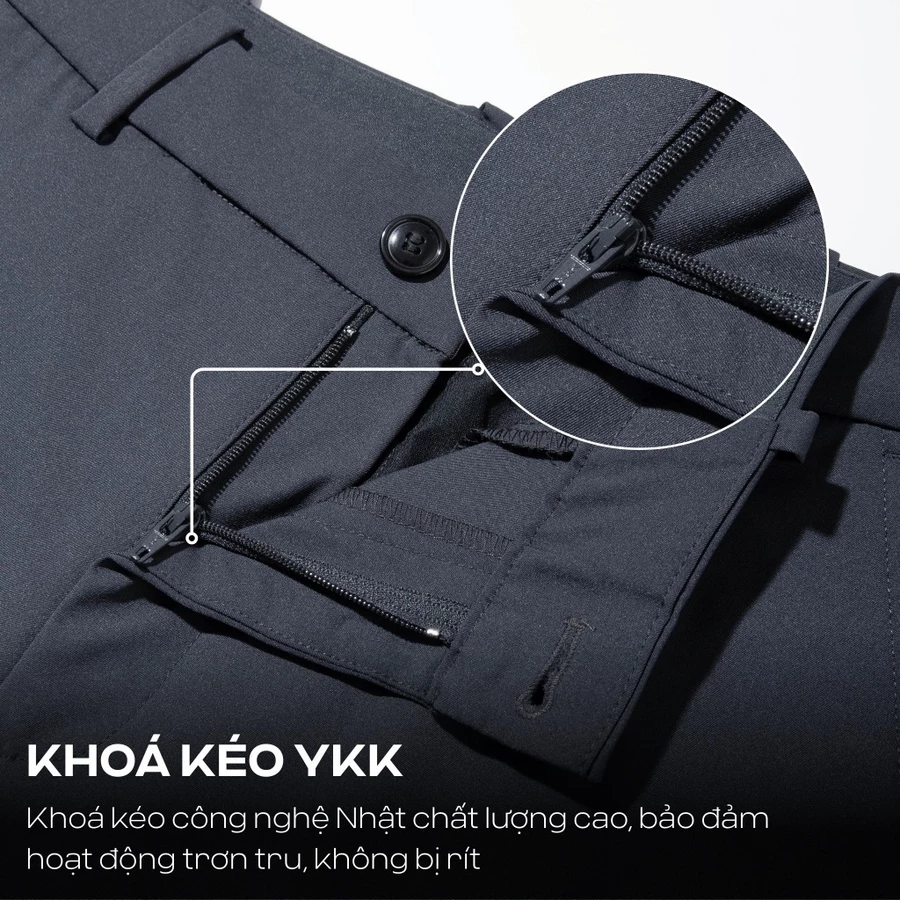 KHOÁ KÉO YKK
Khoá kéo công nghệ Nhật chất lượng cao, bảo đảm
hoạt động trơn tru, không bị rít